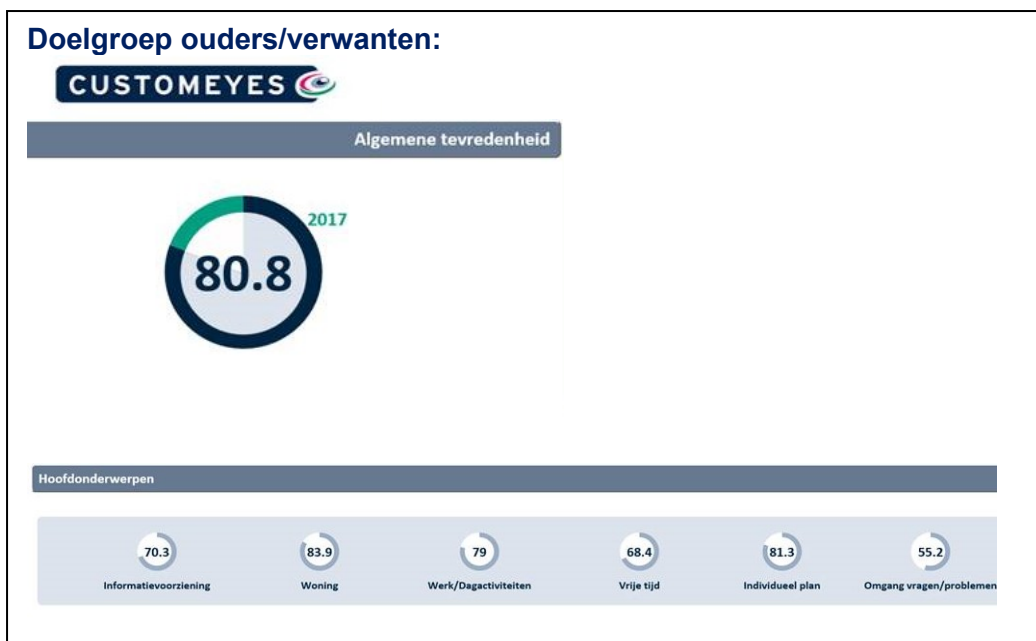 Doelgroep ouders/verwanten:
CUSTOMEYES
Algemene tevredenheid
2017
80.8
Hoofdonderwerpen
70.3 83.9 79 68.4 81.3 55.2
Informatievoorziening Woning Werk/Dagactiviteiten Vrije tijd Individueel plan Omgang vragen/problemen